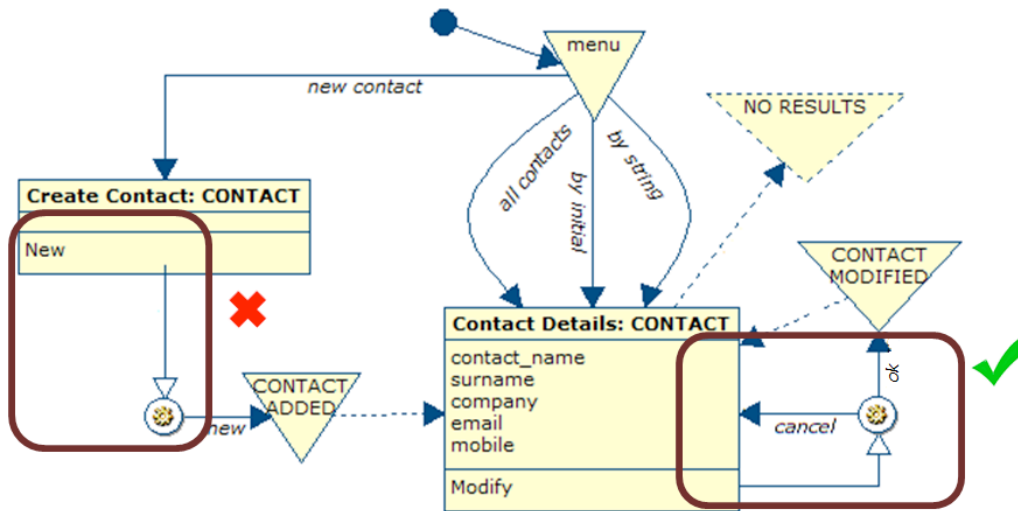 menu
new contact
NO RESULTS
all contacts
by initial
by string
Create Contact: CONTACT
New
CONTACT
MODIFIED
Contact Details: CONTACT
contact_name
surname
company
email
mobile
Modify
ok
cancel
CONTACT
ADDED
new